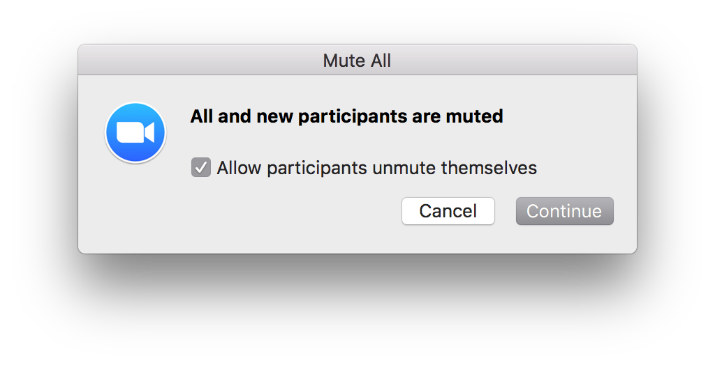 Mute All
All and new participants are muted
Allow participants unmute themselves
Cancel
Continue